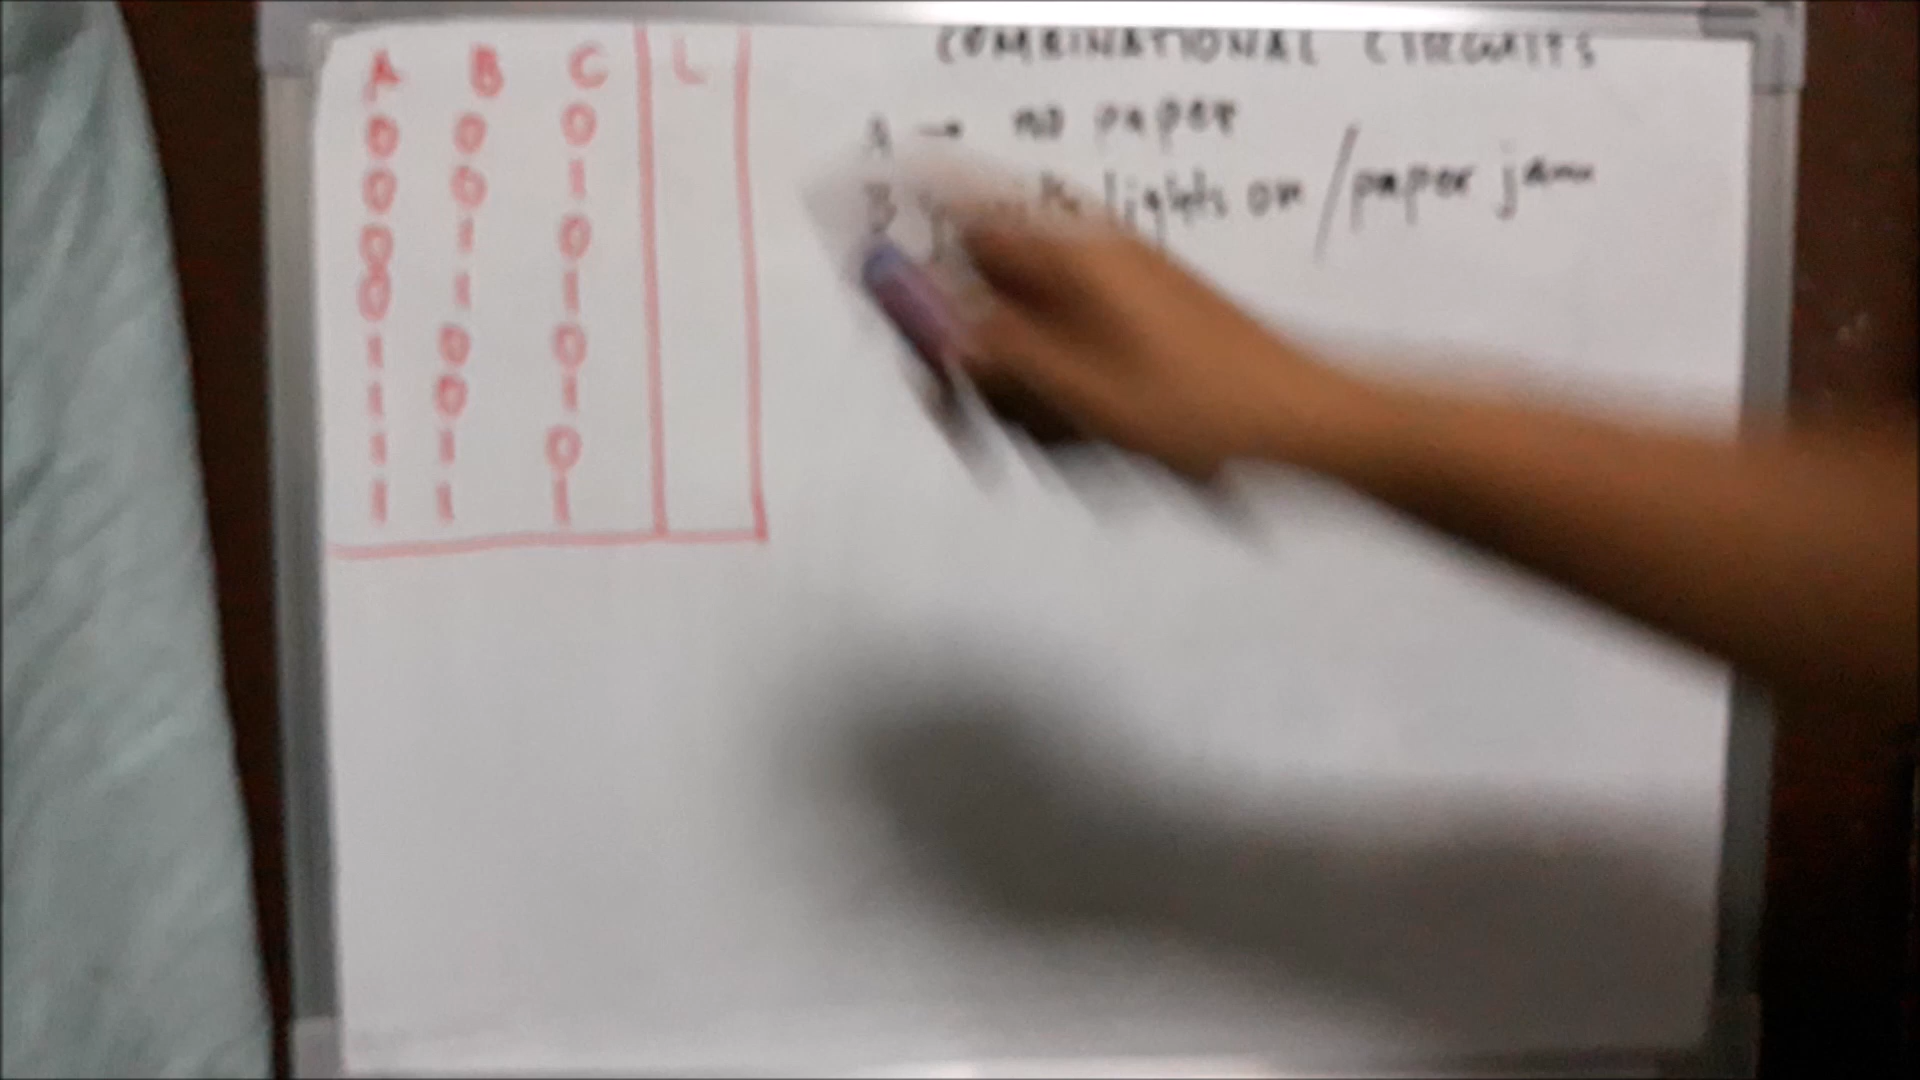 A B C L
0 0 0
0 0 1
0 1 0
0 1 1
1 0 0
1 0 1
1 1 0
1 1 1
COMBINATIONAL CIRCUITS
A → no paper
B lights on / paper jam